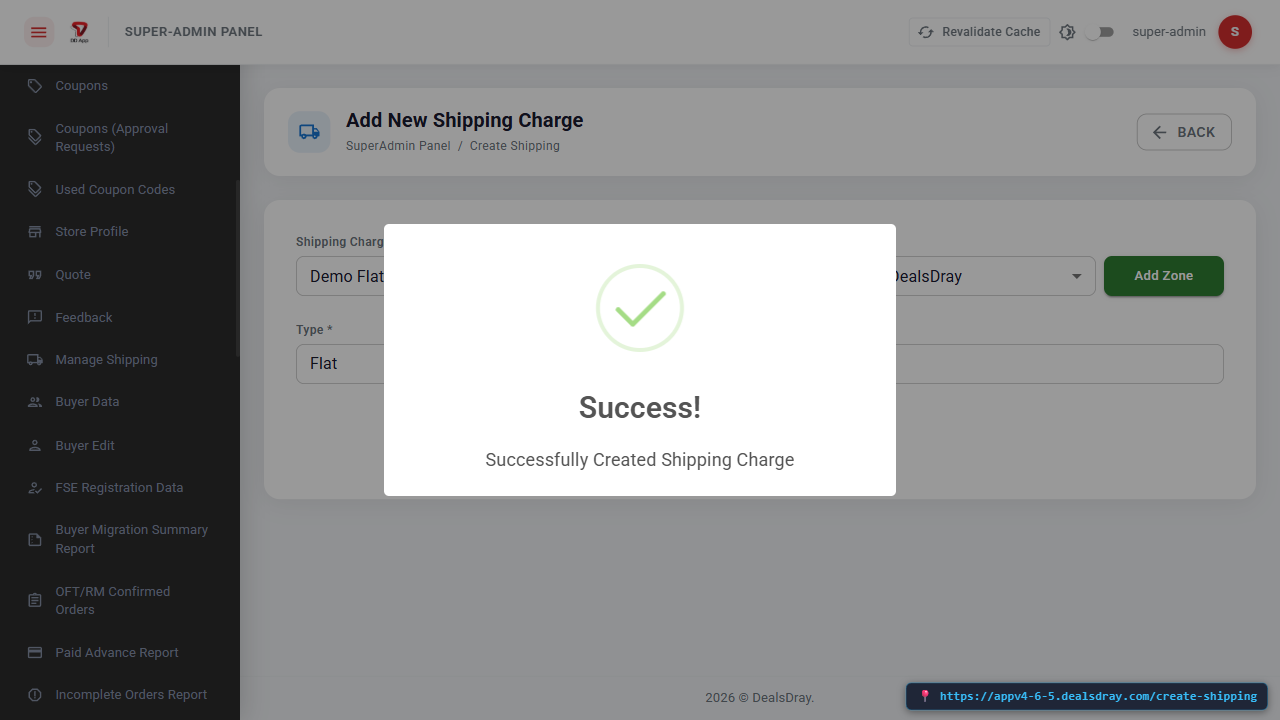 DD App
SUPER-ADMIN PANEL
Revalidate Cache
super-admin
S
Coupons
Coupons (Approval
Requests)
Used Coupon Codes
Store Profile
Quote
Feedback
Manage Shipping
Buyer Data
Buyer Edit
FSE Registration Data
Buyer Migration Summary
Report
OFT/RM Confirmed
Orders
Paid Advance Report
Incomplete Orders Report
Add New Shipping Charge
SuperAdmin Panel / Create Shipping
BACK
Shipping Charg
Demo Flat
DealsDray
Add Zone
Type *
Flat
Success!
Successfully Created Shipping Charge
2026 © DealsDray.
https://appv4-6-5.dealsdray.com/create-shipping